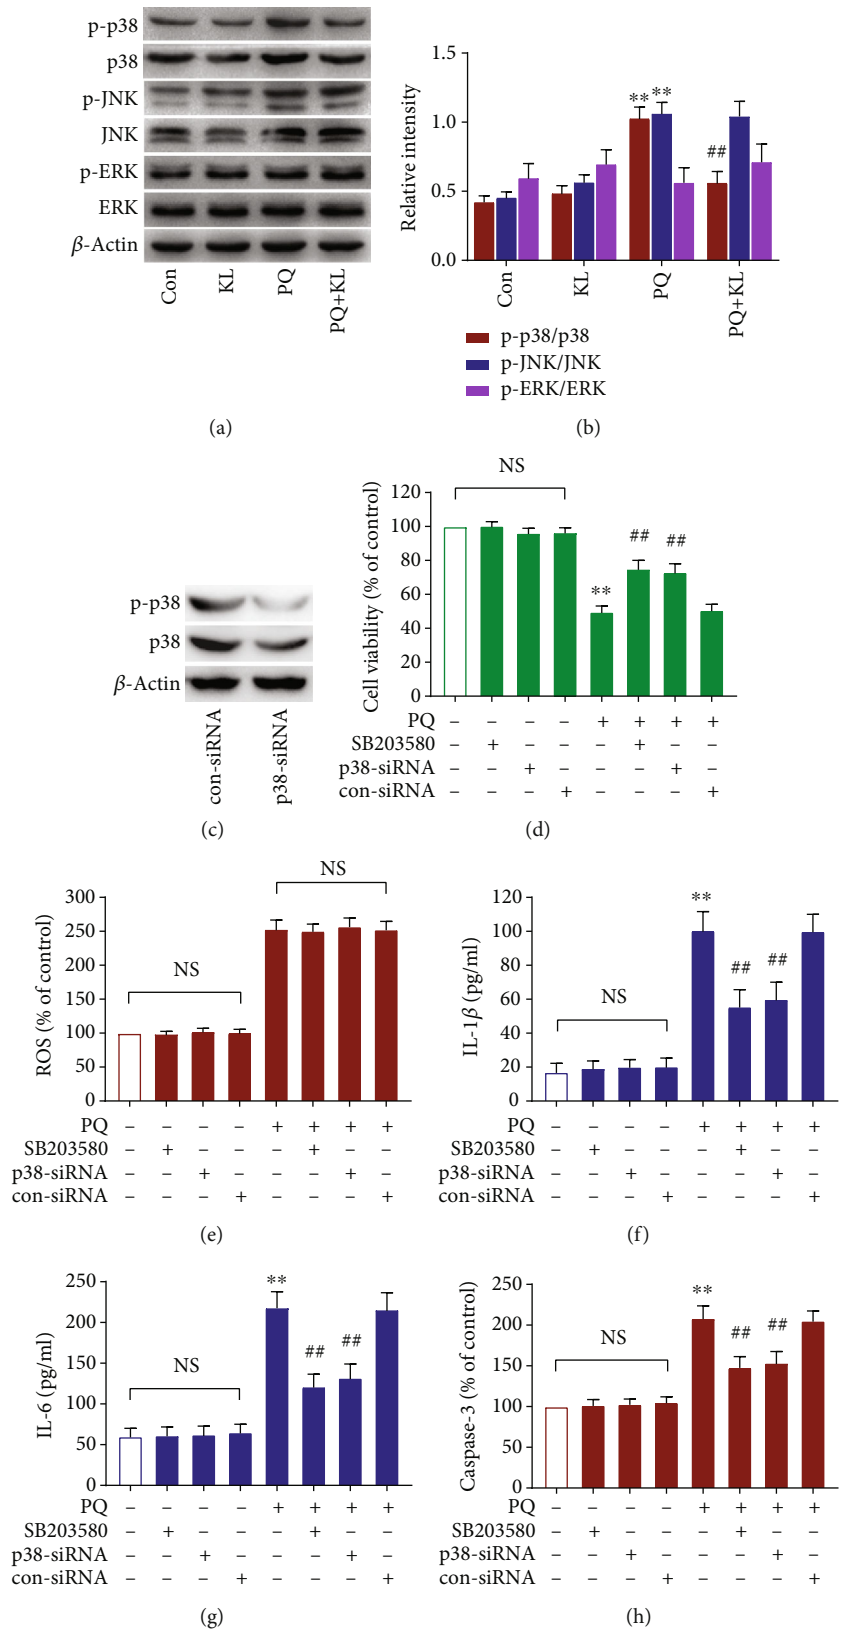 p-p38
p38
p-JNK
JNK
p-ERK
ERK
β-Actin
Con
KL
PQ
PQ+KL
(a)
Relative intensity
1.5
1.0
0.5
0.0
** **
##
Con
KL
PQ
PQ+KL
p-p38/p38
p-JNK/JNK
p-ERK/ERK
(b)
p-p38
p38
β-Actin
con-siRNA
p38-siRNA
(c)
Cell viability (% of control)
120
100
80
60
40
20
0
NS
**
##
##
PQ – – – – + + + +
SB203580 – + – – – + – –
p38-siRNA – – + – – – + –
con-siRNA – – – + – – – +
(d)
ROS (% of control)
300
250
200
150
100
50
0
NS
NS
PQ – – – – + + + +
SB203580 – + – – – + – –
p38-siRNA – – + – – – + –
con-siRNA – – – + – – – +
(e)
IL-1β (pg/ml)
120
100
80
60
40
20
0
NS
**
##
##
PQ – – – – + + + +
SB203580 – + – – – + – –
p38-siRNA – – + – – – + –
con-siRNA – – – + – – – +
(f)
IL-6 (pg/ml)
250
200
150
100
50
0
NS
**
##
##
PQ – – – – + + + +
SB203580 – + – – – + – –
p38-siRNA – – + – – – + –
con-siRNA – – – + – – – +
(g)
Caspase-3 (% of control)
250
200
150
100
50
0
NS
**
##
##
PQ – – – – + + + +
SB203580 – + – – – + – –
p38-siRNA – – + – – – + –
con-siRNA – – – + – – – +
(h)